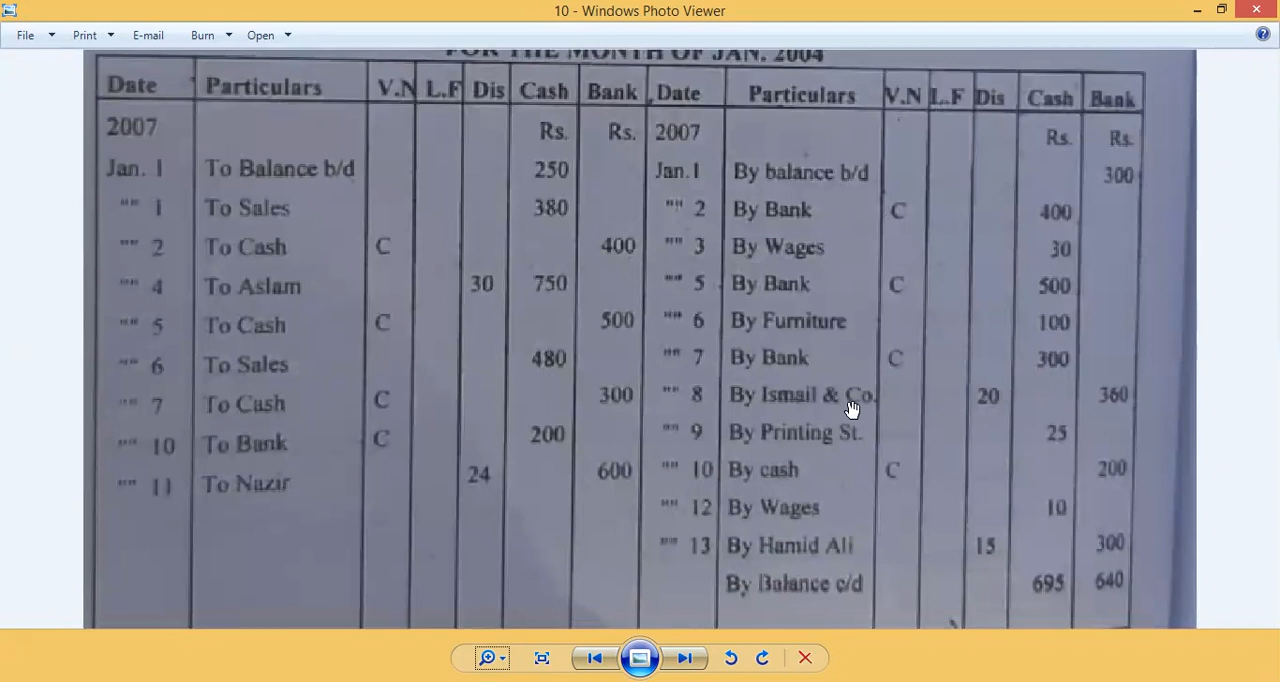 10 - Windows Photo Viewer
File Print E-mail Burn Open
FOR THE MONTH OF JAN. 2004
Date Particulars V.N L.F Dis Cash Bank Date Particulars V.N L.F Dis Cash Bank
2007 Rs. Rs. 2007 Rs. Rs.
Jan. 1 To Balance b/d 250 Jan.1 By balance b/d 300
"" 1 To Sales 380 "" 2 By Bank C 400
"" 2 To Cash C 400 "" 3 By Wages 30
"" 4 To Aslam 30 750 "" 5 By Bank C 500
"" 5 To Cash C 500 "" 6 By Furniture 100
"" 6 To Sales 480 "" 7 By Bank C 300
"" 7 To Cash C 300 "" 8 By Ismail & Co. 20 360
"" 10 To Bank C 200 "" 9 By Printing St. 25
"" 11 To Nazir 24 600 "" 10 By cash C 200
"" 12 By Wages 10
"" 13 By Hamid Ali 15 300
By Balance c/d 695 640